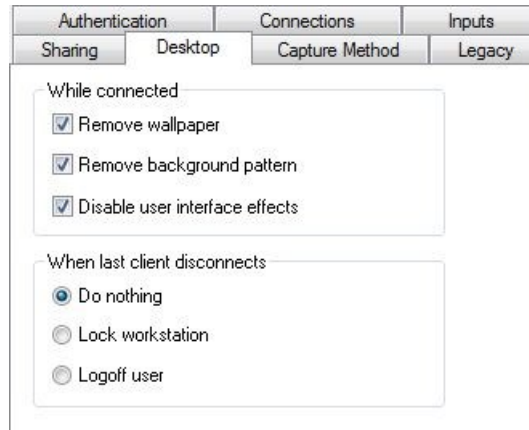 Authentication Connections Inputs
Sharing Desktop Capture Method Legacy
While connected
Remove wallpaper
Remove background pattern
Disable user interface effects
When last client disconnects
Do nothing
Lock workstation
Logoff user